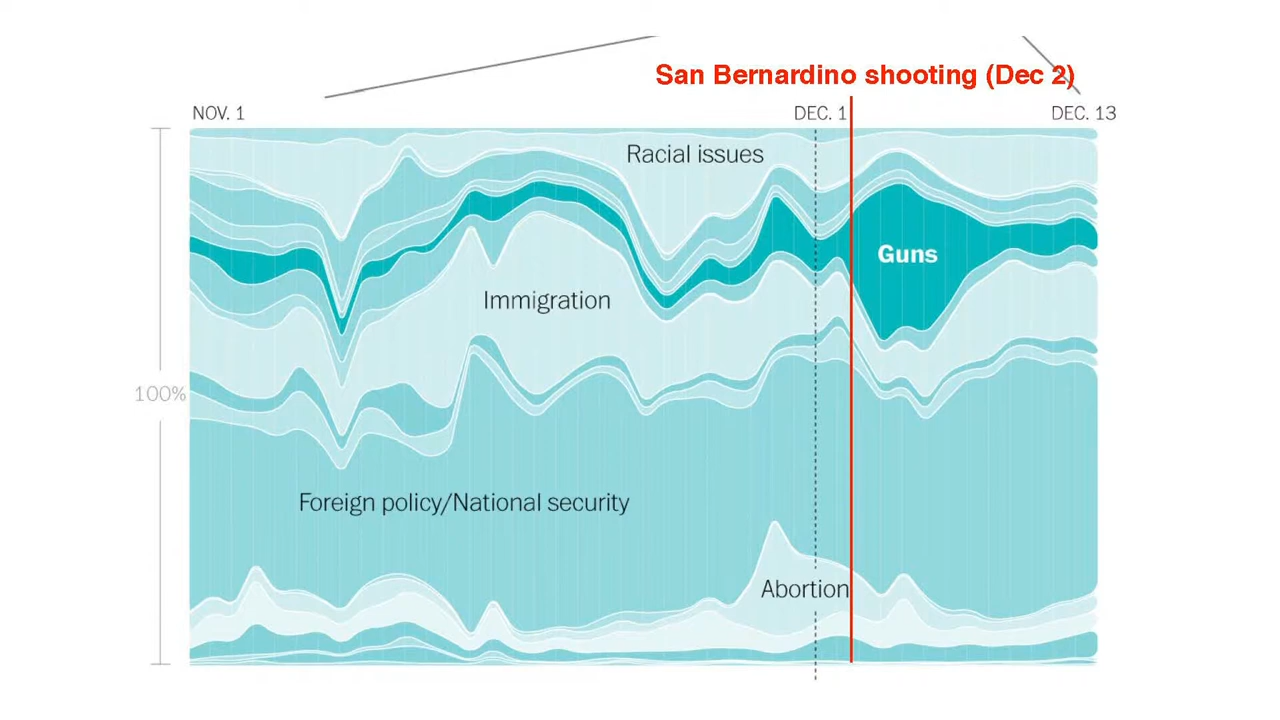 San Bernardino shooting (Dec 2)
NOV. 1
DEC. 1
DEC. 13
Racial issues
Guns
Immigration
100%
Foreign policy/National security
Abortion